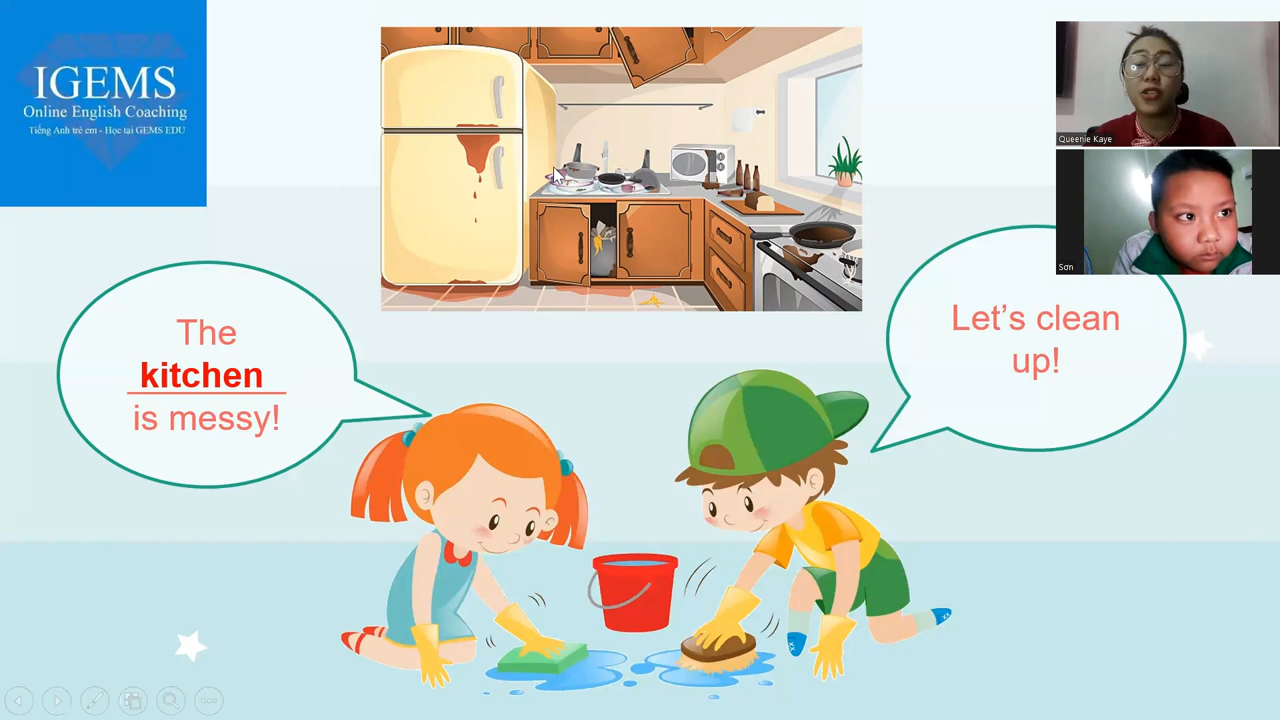 IGEMS
Online English Coaching
Tiếng Anh trẻ em - Học tại GEMS EDU
The
kitchen
is messy!
Let's clean
up!
Queenie Kaye
Sơn